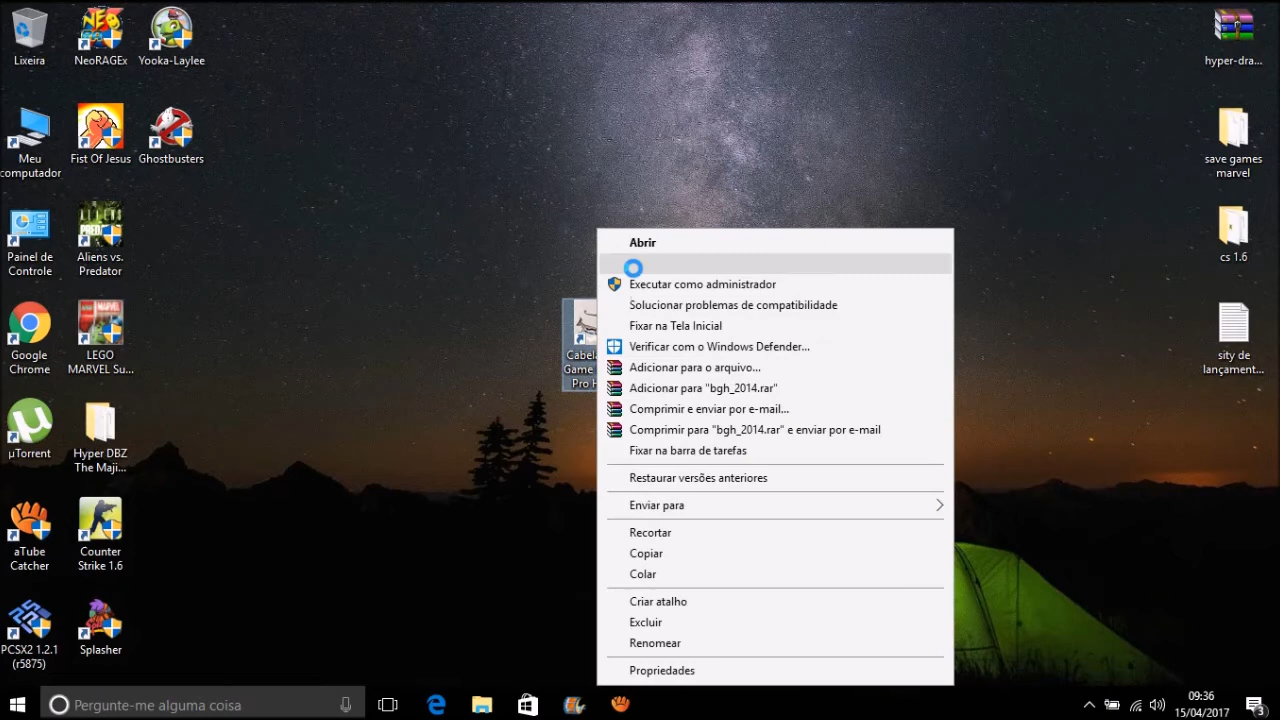 Lixeira
NeoRAGEx
Yooka-Laylee
Meu
computador
Fist Of Jesus
Ghostbusters
Painel de
Controle
Aliens vs.
Predator
Google
Chrome
LEGO
MARVEL Su...
µTorrent
Hyper DBZ
The Maji...
aTube
Catcher
Counter
Strike 1.6
PCSX2 1.2.1
(r5875)
Splasher
Cabela
Game
Pro H
Abrir
Executar como administrador
Solucionar problemas de compatibilidade
Fixar na Tela Inicial
Verificar com o Windows Defender...
Adicionar para o arquivo...
Adicionar para "bgh_2014.rar"
Comprimir e enviar por e-mail...
Comprimir para "bgh_2014.rar" e enviar por e-mail
Fixar na barra de tarefas
Restaurar versões anteriores
Enviar para
Recortar
Copiar
Colar
Criar atalho
Excluir
Renomear
Propriedades
hyper-dra...
save games
marvel
cs 1.6
sity de
lançament...
Pergunte-me alguma coisa
09:36
15/04/2017
3